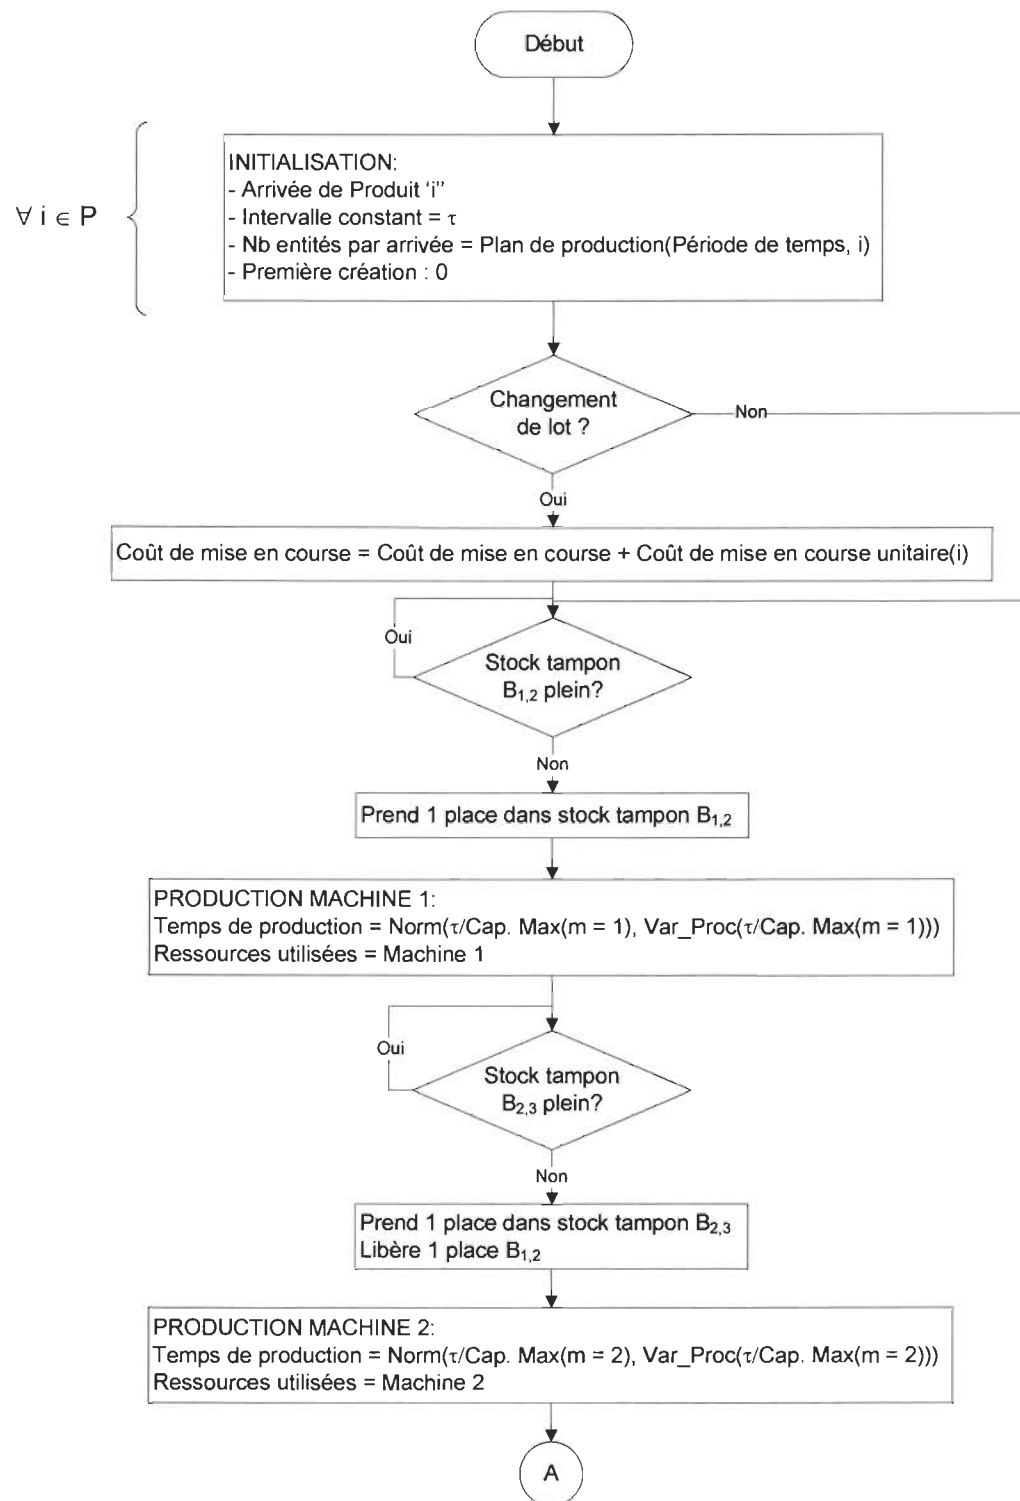 Début
∀ i ∈ P
INITIALISATION:
- Arrivée de Produit ‘i’’
- Intervalle constant = τ
- Nb entités par arrivée = Plan de production(Période de temps, i)
- Première création : 0
Changement
de lot ?
Non
Oui
Coût de mise en course = Coût de mise en course + Coût de mise en course unitaire(i)
Oui
Stock tampon
B1,2 plein?
Non
Prend 1 place dans stock tampon B1,2
PRODUCTION MACHINE 1:
Temps de production = Norm(τ/Cap. Max(m = 1), Var_Proc(τ/Cap. Max(m = 1)))
Ressources utilisées = Machine 1
Oui
Stock tampon
B2,3 plein?
Non
Prend 1 place dans stock tampon B2,3
Libère 1 place B1,2
PRODUCTION MACHINE 2:
Temps de production = Norm(τ/Cap. Max(m = 2), Var_Proc(τ/Cap. Max(m = 2)))
Ressources utilisées = Machine 2
A